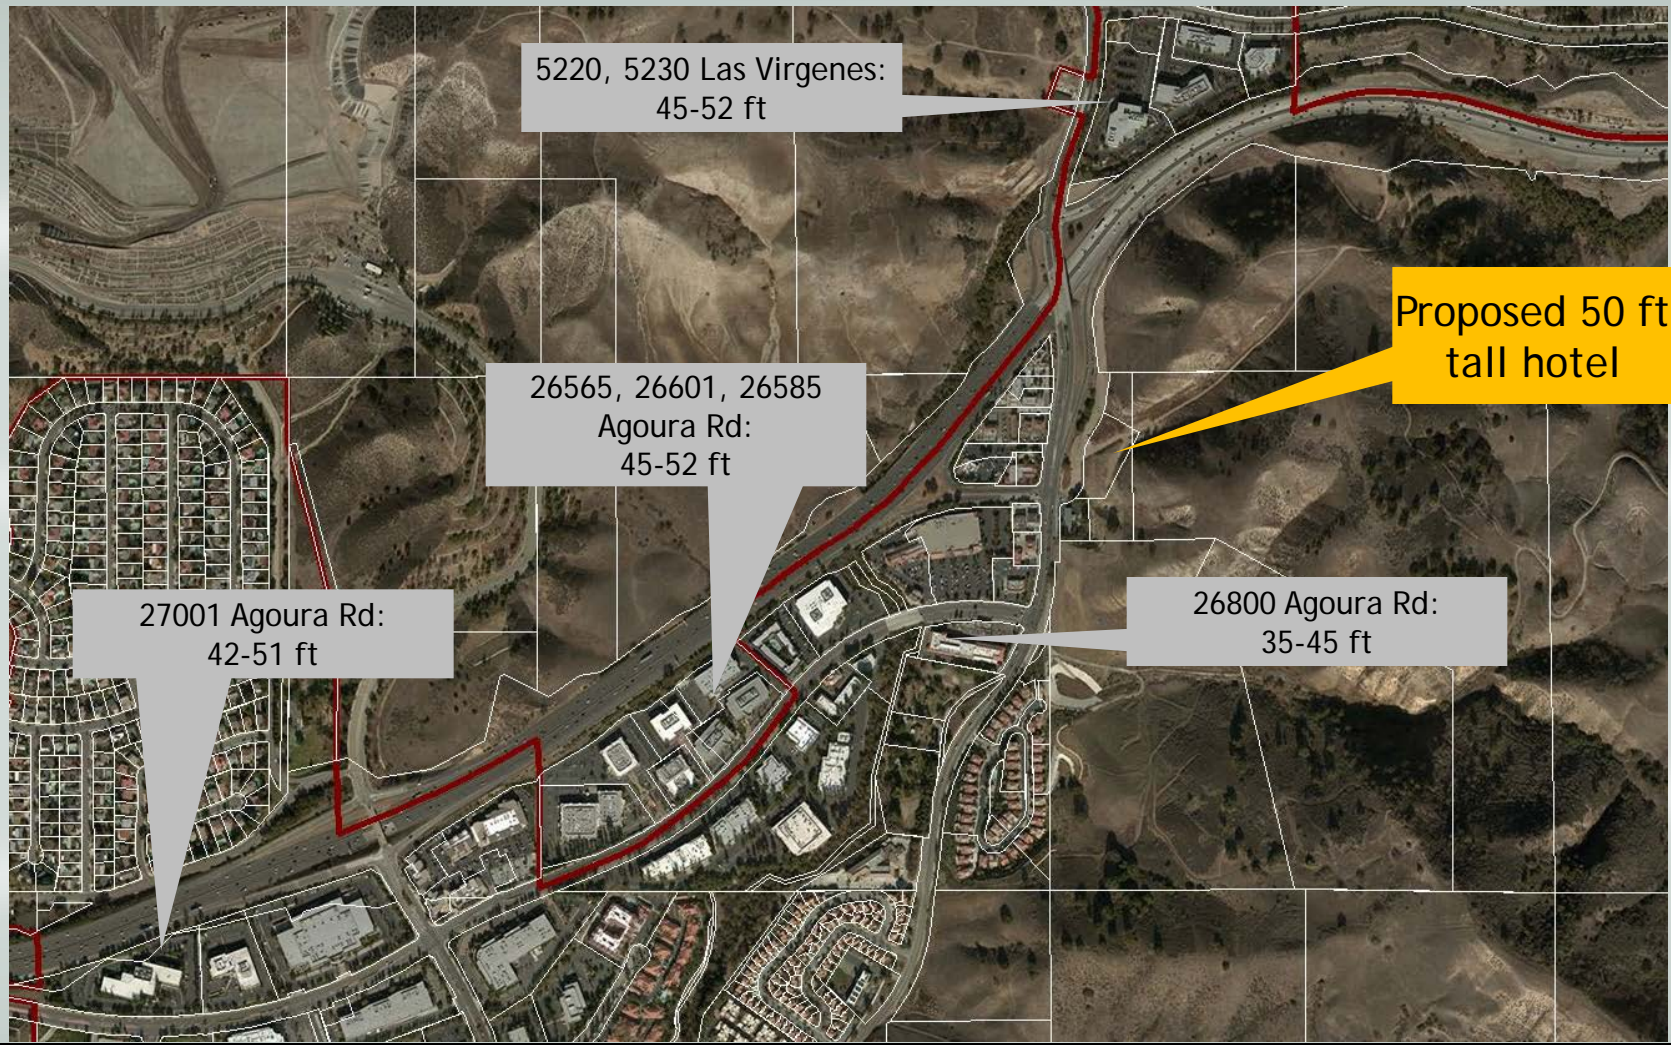 5220, 5230 Las Virgenes:
45-52 ft
Proposed 50 ft
tall hotel
26565, 26601, 26585
Agoura Rd:
45-52 ft
27001 Agoura Rd:
42-51 ft
26800 Agoura Rd:
35-45 ft